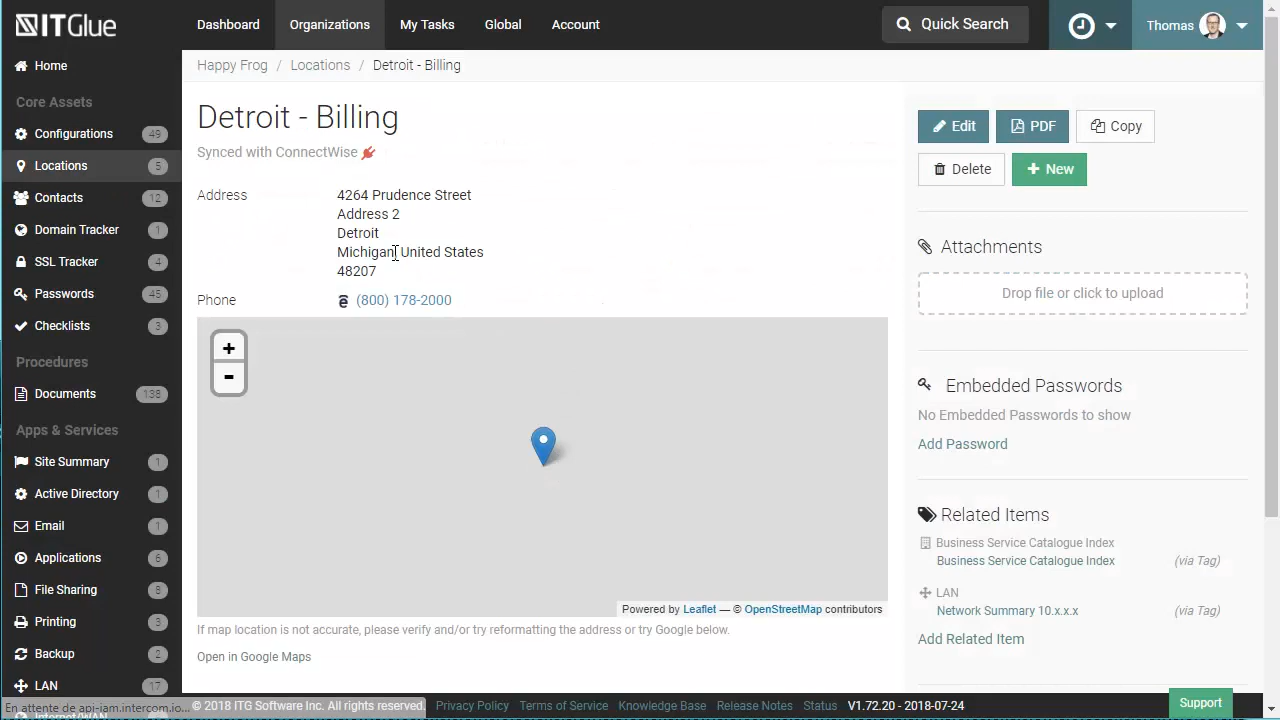 ITGlue
Dashboard
Organizations
My Tasks
Global
Account
Quick Search
Thomas
Home
Core Assets
Configurations 49
Locations 5
Contacts 12
Domain Tracker 1
SSL Tracker 4
Passwords 45
Checklists 3
Procedures
Documents 138
Apps & Services
Site Summary 1
Active Directory 1
Email 1
Applications 6
File Sharing 8
Printing 3
Backup 2
LAN 17
Internet/WAN
En attente de api-iam.intercom.io...
Happy Frog / Locations / Detroit - Billing
Detroit - Billing
Synced with ConnectWise
Address
4264 Prudence Street
Address 2
Detroit
Michigan, United States
48207
Phone
(800) 178-2000
+
-
Powered by Leaflet — © OpenStreetMap contributors
If map location is not accurate, please verify and/or try reformatting the address or try Google below.
Open in Google Maps
Edit
PDF
Copy
Delete
+ New
Attachments
Drop file or click to upload
Embedded Passwords
No Embedded Passwords to show
Add Password
Related Items
Business Service Catalogue Index
Business Service Catalogue Index (via Tag)
LAN
Network Summary 10.x.x.x (via Tag)
Add Related Item
© 2018 ITG Software Inc. All rights reserved. Privacy Policy Terms of Service Knowledge Base Release Notes Status V1.72.20 - 2018-07-24
Support